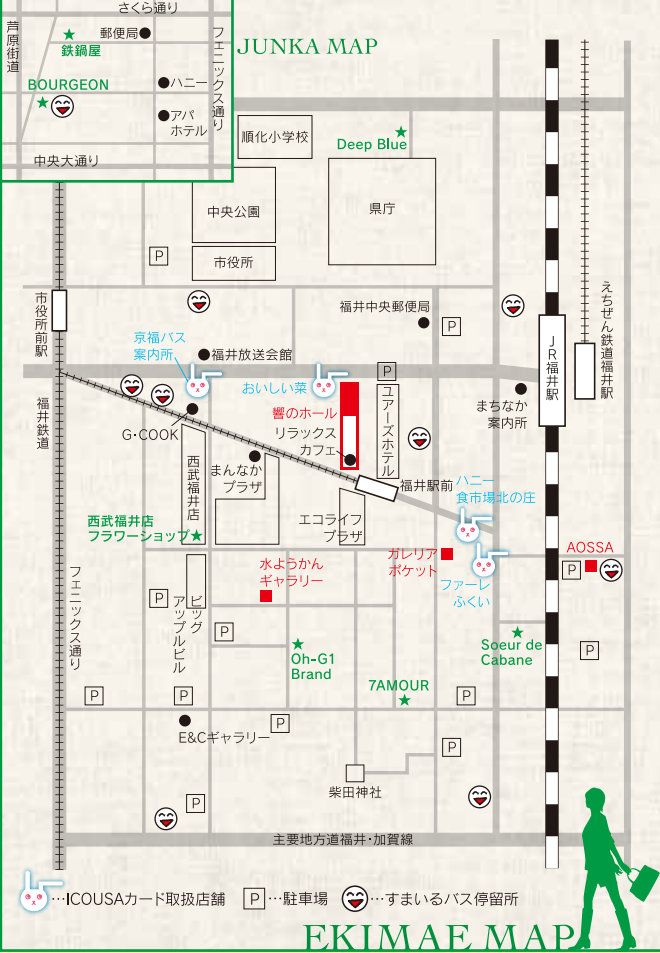 さくら通り
芦原街道
郵便局
鉄鍋屋
フェニックス通り
BOURGEON
ハニー
アパ
ホテル
中央大通り
JUNKA MAP
順化小学校
Deep Blue
中央公園
県庁
市役所
P
市役所前駅
福井中央郵便局
P
えちぜん鉄道福井駅
JR福井駅
京福バス
案内所
福井放送会館
おいしい菜
P
ユアーズホテル
まちなか
案内所
福井鉄道
G·COOK
響のホール
リラックス
カフェ
西武福井店
まんなか
プラザ
福井駅前
ハニー
食市場北の庄
エコライフ
プラザ
西武福井店
フラワーショップ
水ようかん
ギャラリー
ガレリア
ポケット
ファーレ
ふくい
AOSSA
P
フェニックス通り
P
ビッグ
アップルビル
P
Oh-G1
Brand
Soeur de
Cabane
P
7AMOUR
P
P
P
P
E&Cギャラリー
P
柴田神社
P
主要地方道福井・加賀線
…ICOUSAカード取扱店舗
P…駐車場
…すまいるバス停留所
EKIMAE MAP